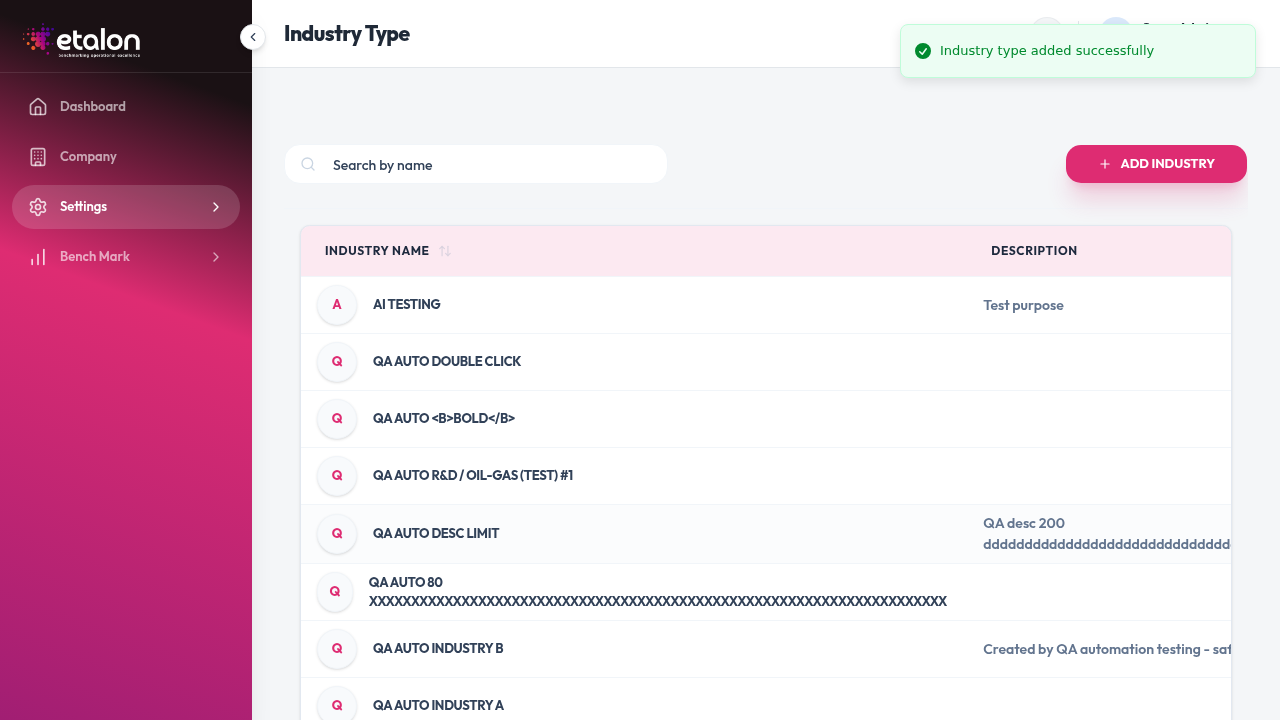 etalon
benchmarking operational excellence
Industry Type
Industry type added successfully
Dashboard
Company
Settings
Bench Mark
Search by name
+ ADD INDUSTRY
INDUSTRY NAME
DESCRIPTION
A
AI TESTING
Test purpose
Q
QA AUTO DOUBLE CLICK
Q
QA AUTO <B>BOLD</B>
Q
QA AUTO R&D / OIL-GAS (TEST) #1
Q
QA AUTO DESC LIMIT
QA desc 200
Q
QA AUTO 80
Q
QA AUTO INDUSTRY B
Created by QA automation testing -
Q
QA AUTO INDUSTRY A